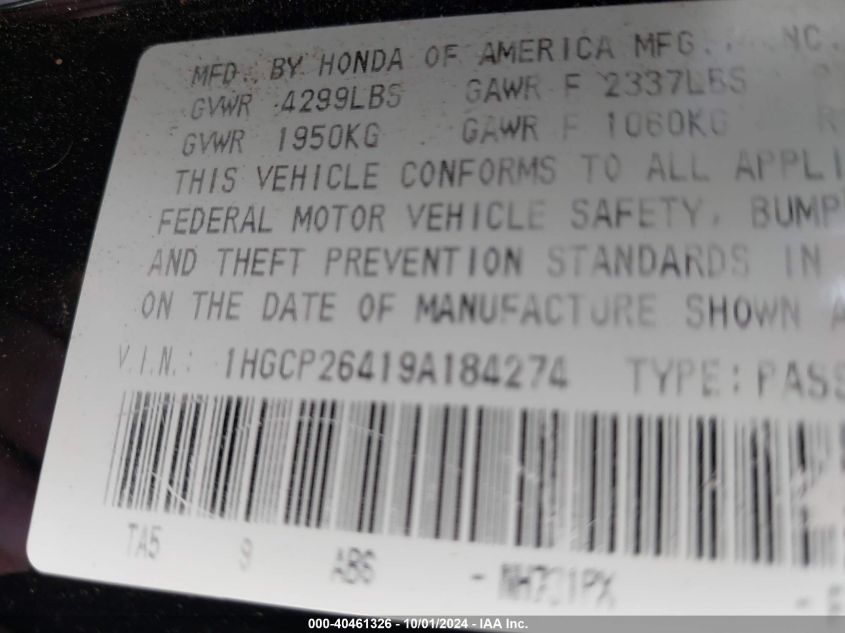 MFD. BY HONDA OF AMERICA MFG., INC.
GVWR 4299LBS GAWR F 2337LBS
GVWR 1950KG GAWR F 1060KG R
THIS VEHICLE CONFORMS TO ALL APPLI
FEDERAL MOTOR VEHICLE SAFETY, BUMP
AND THEFT PREVENTION STANDARDS IN
ON THE DATE OF MANUFACTURE SHOWN A
V.I.N.: 1HGCP26419A184274 TYPE: PASS
TA5 9 AB6 - NH731PX -
000-40461326 - 10/01/2024 - IAA Inc.